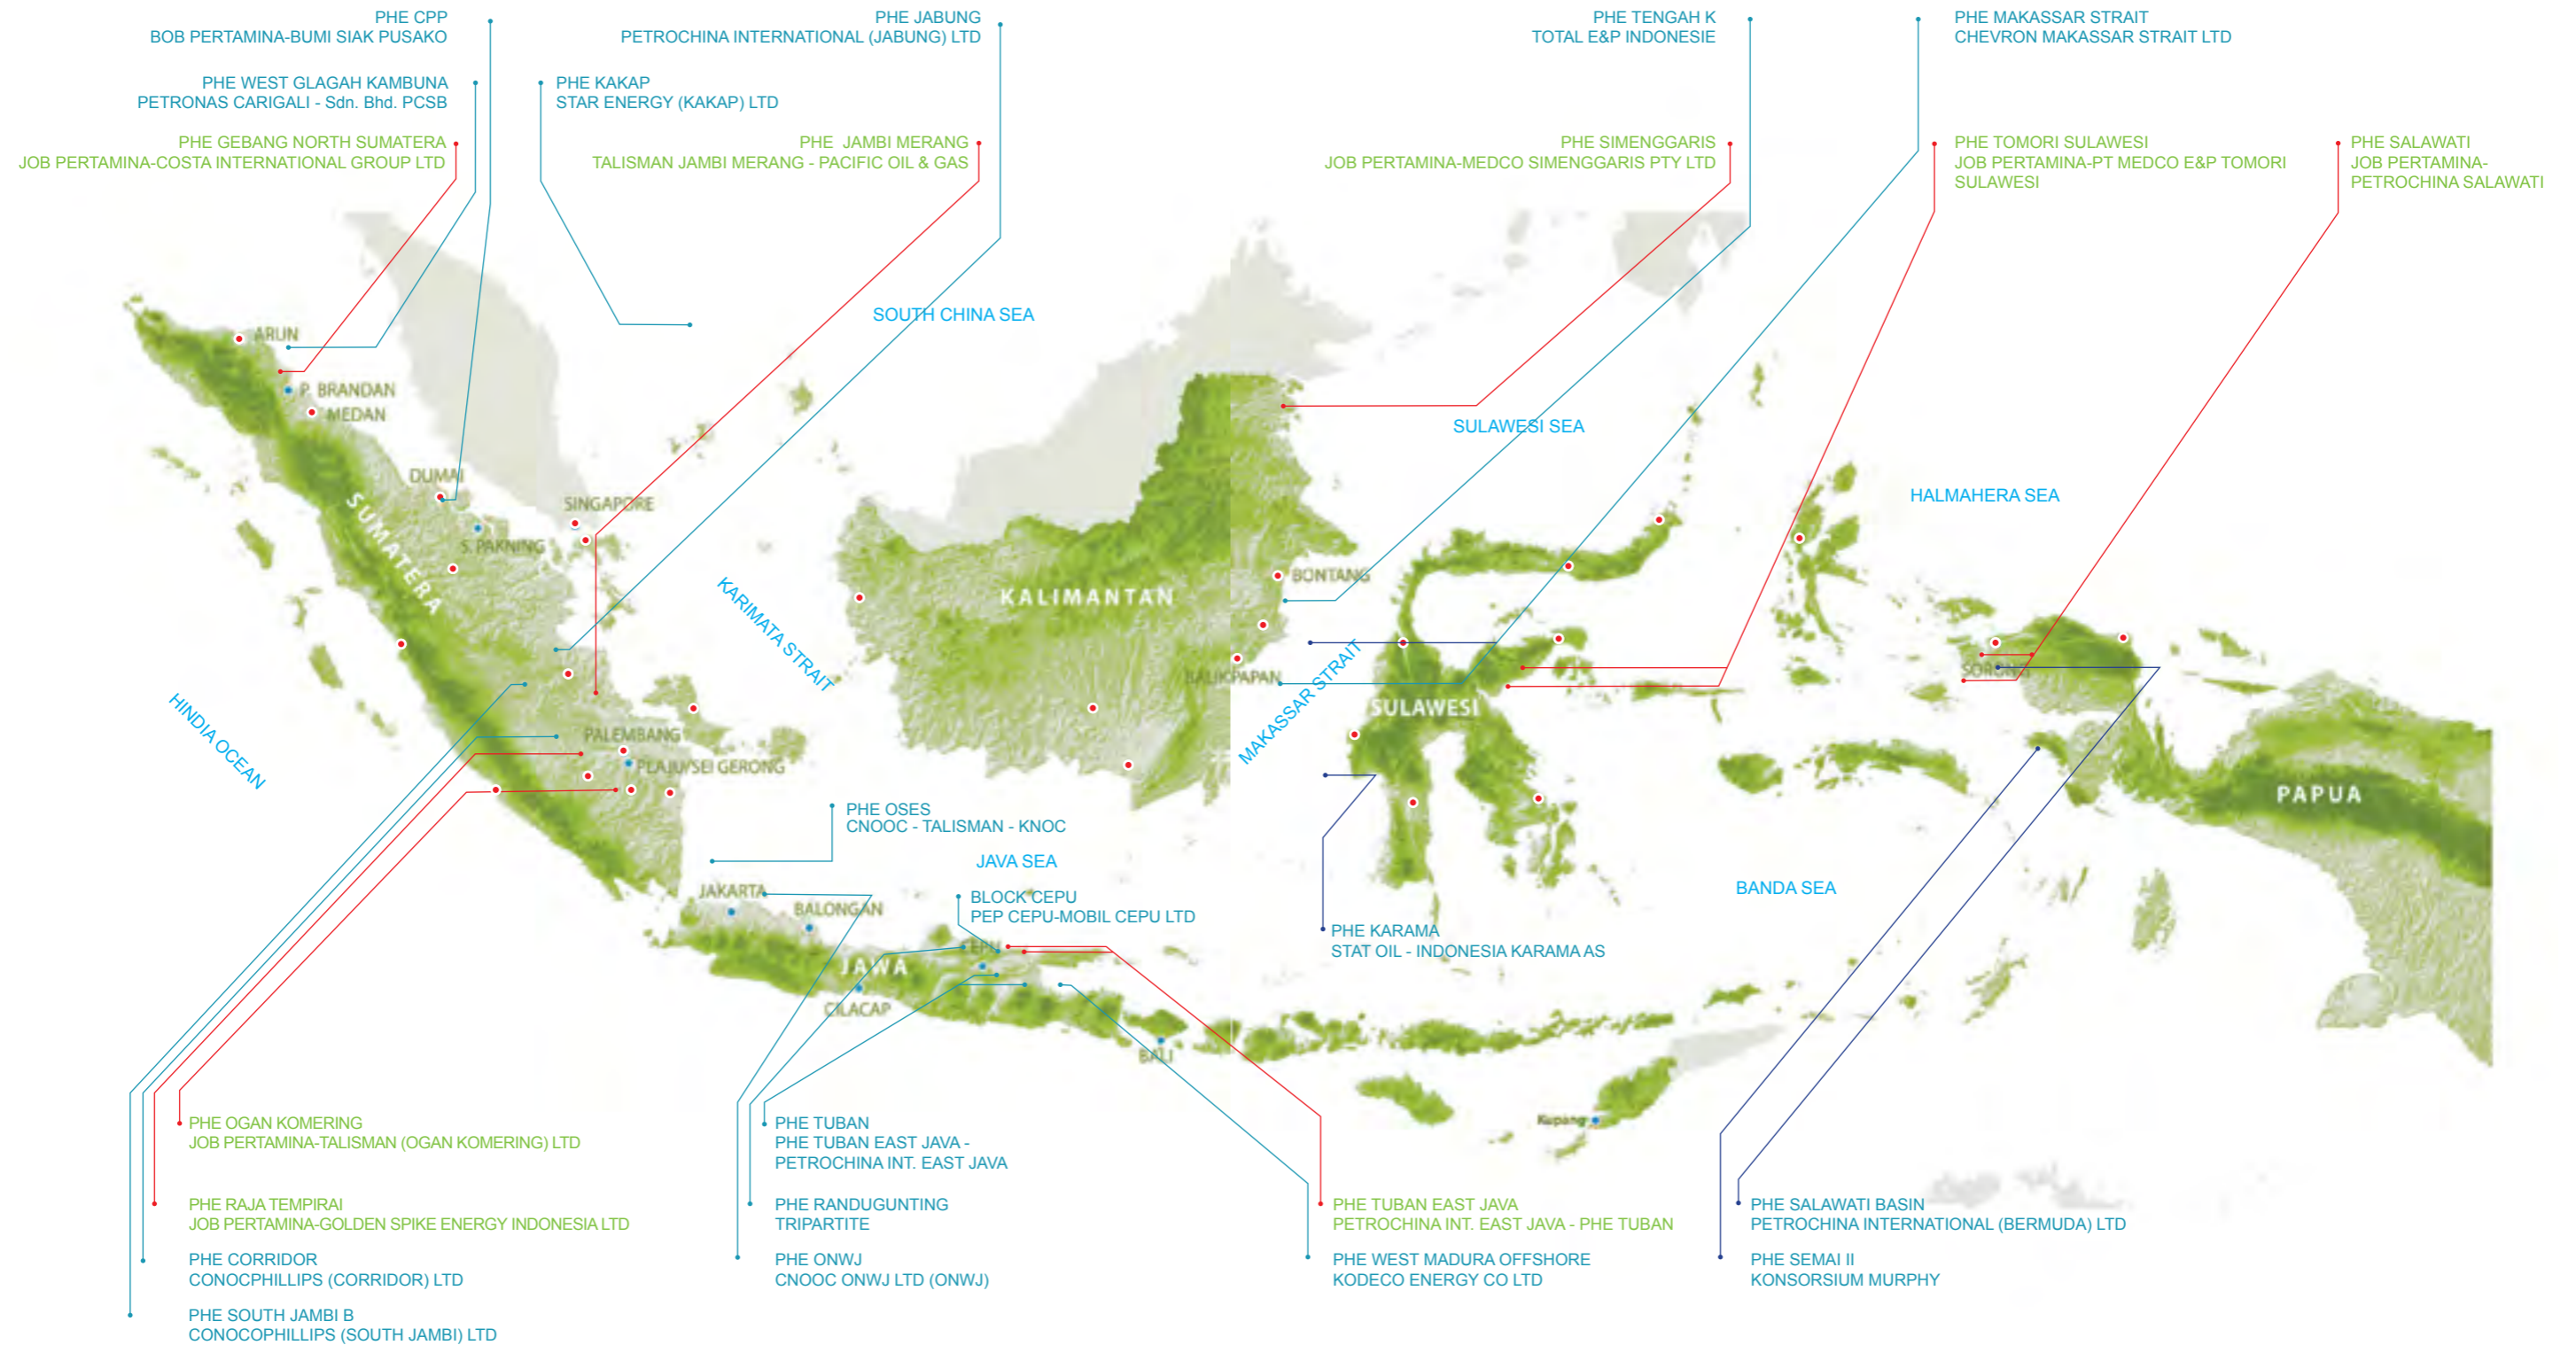 PHE CPP
BOB PERTAMINA-BUMI SIAK PUSAKO
PHE JABUNG
PETROCHINA INTERNATIONAL (JABUNG) LTD
PHE TENGAH K
TOTAL E&P INDONESIE
PHE MAKASSAR STRAIT
CHEVRON MAKASSAR STRAIT LTD
PHE WEST GLAGAH KAMBUNA
PETRONAS CARIGALI - Sdn. Bhd. PCSB
PHE KAKAP
STAR ENERGY (KAKAP) LTD
PHE GEBANG NORTH SUMATERA
JOB PERTAMINA-COSTA INTERNATIONAL GROUP LTD
PHE JAMBI MERANG
TALISMAN JAMBI MERANG - PACIFIC OIL & GAS
PHE SIMENGGARIS
JOB PERTAMINA-MEDCO SIMENGGARIS PTY LTD
PHE TOMORI SULAWESI
JOB PERTAMINA-PT MEDCO E&P TOMORI
SULAWESI
PHE SALAWATI
JOB PERTAMINA-
PETROCHINA SALAWATI
SOUTH CHINA SEA
ARUN
P. BRANDAN
MEDAN
SULAWESI SEA
DUMAI
SINGAPORE
HALMAHERA SEA
S. PAKNING
SUMATERA
BONTANG
KALIMANTAN
KARIMATA STRAIT
BALIKPAPAN
MAKASSAR STRAIT
SORONG
SULAWESI
HINDIA OCEAN
PALEMBANG
PLAJU/SEI GERONG
PAPUA
PHE OSES
CNOOC - TALISMAN - KNOC
JAVA SEA
JAKARTA
BALONGAN
BLOCK CEPU
PEP CEPU-MOBIL CEPU LTD
BANDA SEA
PHE KARAMA
STAT OIL - INDONESIA KARAMA AS
JAWA
CILACAP
BALI
Kupang
PHE OGAN KOMERING
JOB PERTAMINA-TALISMAN (OGAN KOMERING) LTD
PHE TUBAN
PHE TUBAN EAST JAVA -
PETROCHINA INT. EAST JAVA
PHE RAJA TEMPIRAI
JOB PERTAMINA-GOLDEN SPIKE ENERGY INDONESIA LTD
PHE RANDUGUNTING
TRIPARTITE
PHE TUBAN EAST JAVA
PETROCHINA INT. EAST JAVA - PHE TUBAN
PHE SALAWATI BASIN
PETROCHINA INTERNATIONAL (BERMUDA) LTD
PHE CORRIDOR
CONOCPHILLIPS (CORRIDOR) LTD
PHE ONWJ
CNOOC ONWJ LTD (ONWJ)
PHE WEST MADURA OFFSHORE
KODECO ENERGY CO LTD
PHE SEMAI II
KONSORSIUM MURPHY
PHE SOUTH JAMBI B
CONOCOPHILLIPS (SOUTH JAMBI) LTD